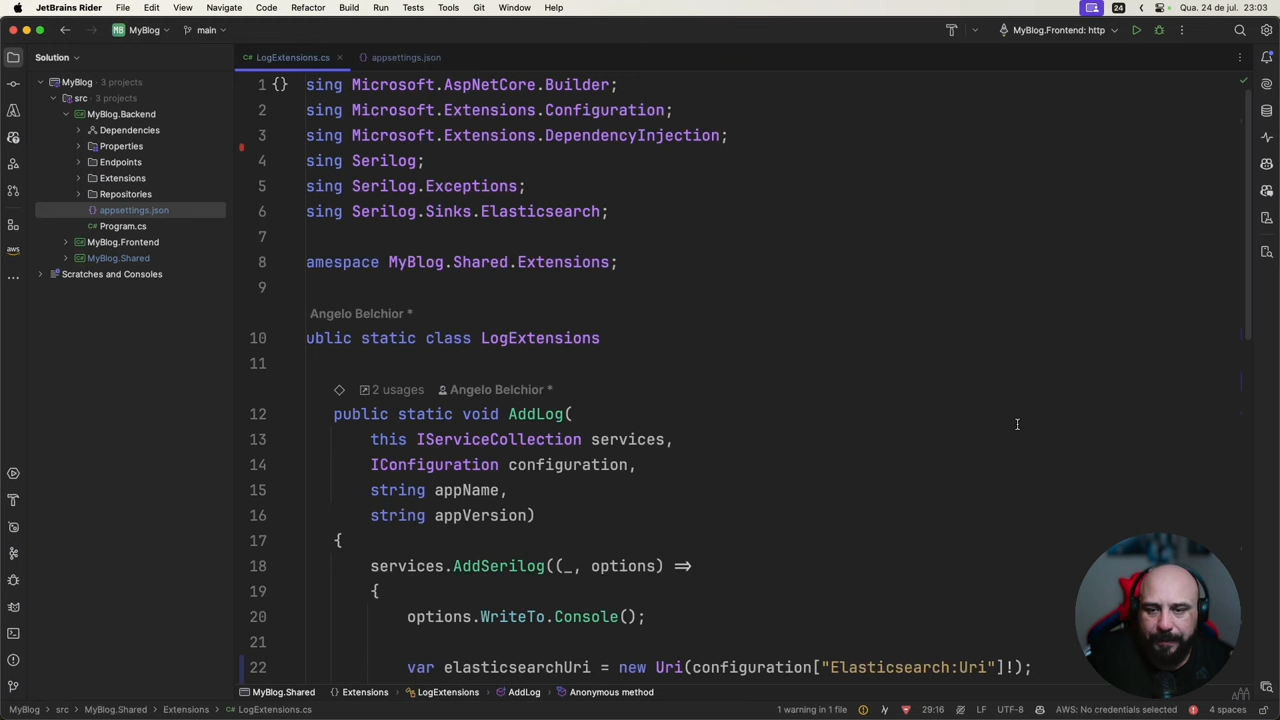 JetBrains Rider File Edit View Navigate Code Refactor Build Run Tests Tools Git Window Help 24 Qua. 24 de jul. 23:03
MB MyBlog main MyBlog.Frontend: http
Solution
C# LogExtensions.cs {} appsettings.json
MyBlog 3 projects
src 3 projects
MyBlog.Backend
Dependencies
Properties
Endpoints
Extensions
Repositories
{} appsettings.json
C# Program.cs
MyBlog.Frontend
MyBlog.Shared
Scratches and Consoles
aws
1 {} sing Microsoft.AspNetCore.Builder;
2 sing Microsoft.Extensions.Configuration;
3 sing Microsoft.Extensions.DependencyInjection;
4 sing Serilog;
5 sing Serilog.Exceptions;
6 sing Serilog.Sinks.Elasticsearch;
7
8 amespace MyBlog.Shared.Extensions;
9
Angelo Belchior *
10 ublic static class LogExtensions
11
2 usages Angelo Belchior *
12 public static void AddLog(
13 this IServiceCollection services,
14 IConfiguration configuration,
15 string appName,
16 string appVersion)
17 {
18 services.AddSerilog((_, options) =>
19 {
20 options.WriteTo.Console();
21
22 var elasticsearchUri = new Uri(configuration["Elasticsearch:Uri"]!);
MyBlog.Shared Extensions LogExtensions AddLog Anonymous method
MyBlog > src > MyBlog.Shared > Extensions > C# LogExtensions.cs 1 warning in 1 file 29:16 LF UTF-8 AWS: No credentials selected 4 spaces